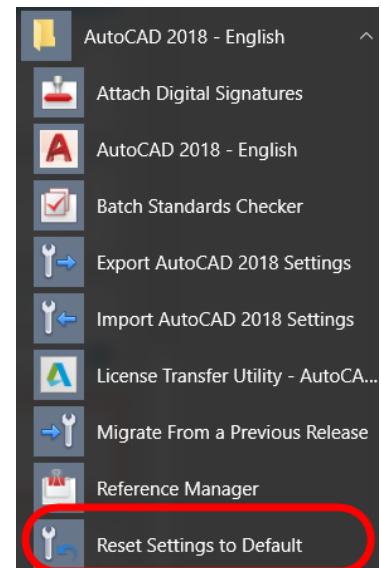 AutoCAD 2018 - English
Attach Digital Signatures
AutoCAD 2018 - English
Batch Standards Checker
Export AutoCAD 2018 Settings
Import AutoCAD 2018 Settings
License Transfer Utility - AutoCA...
Migrate From a Previous Release
Reference Manager
Reset Settings to Default